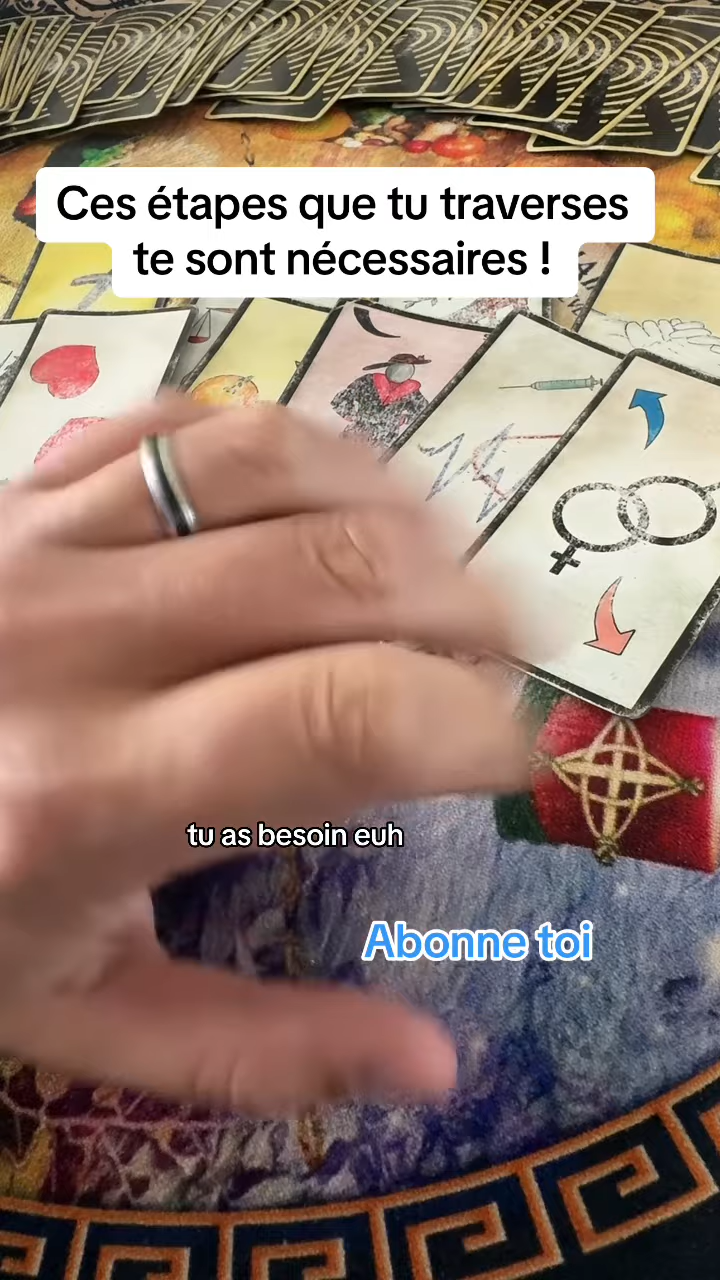 Ces étapes que tu traverses
te sont nécessaires !
tu as besoin euh
Abonne toi